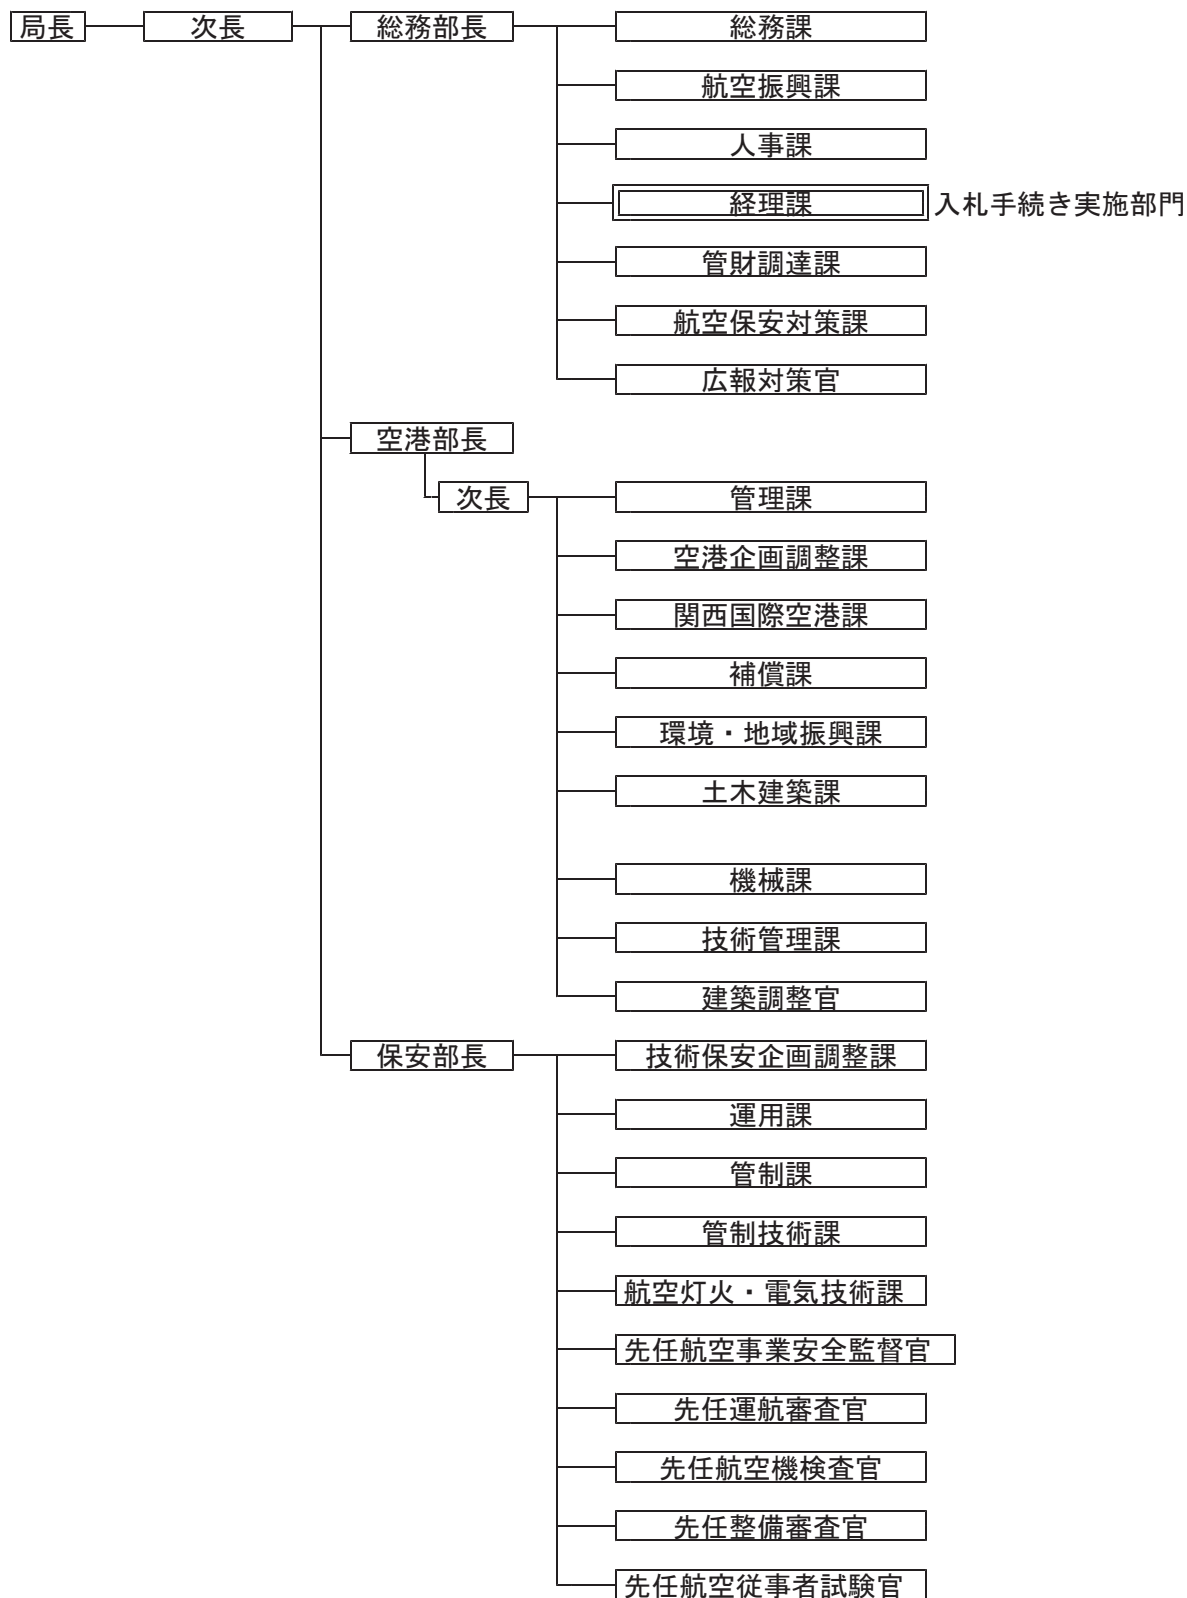 局長 次長 総務部長 総務課
航空振興課
人事課
経理課 入札手続き実施部門
管財調達課
航空保安対策課
広報対策官
空港部長
次長 管理課
空港企画調整課
関西国際空港課
補償課
環境・地域振興課
土木建築課
機械課
技術管理課
建築調整官
保安部長 技術保安企画調整課
運用課
管制課
管制技術課
航空灯火・電気技術課
先任航空事業安全監督官
先任運航審査官
先任航空機検査官
先任整備審査官
先任航空従事者試験官